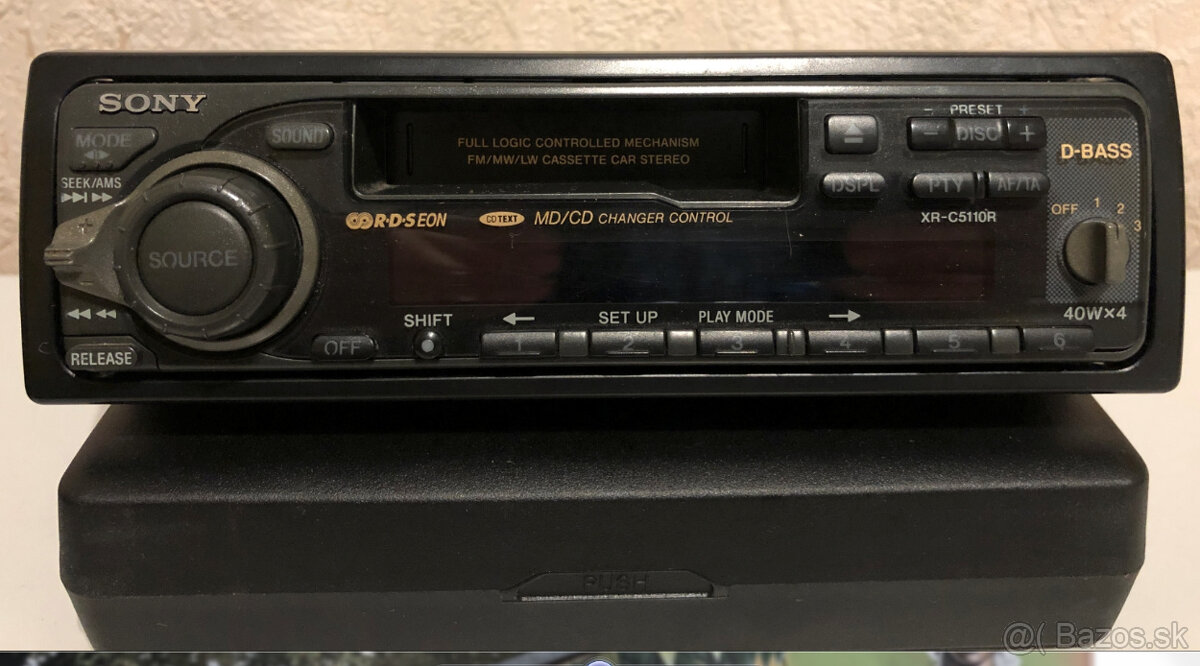 SONY
MODE
SOUND
SEEK/AMS
SOURCE
RELEASE
OFF
FULL LOGIC CONTROLLED MECHANISM
FM/MW/LW CASSETTE CAR STEREO
R·D·S EON
CD TEXT MD/CD CHANGER CONTROL
SHIFT
SET UP
PLAY MODE
1 2 3 4 5 6
- PRESET +
- DISC +
DSPL
PTY
AF/TA
XR-C5110R
D-BASS
OFF 1 2 3
40W×4
PUSH
@( Bazos.sk